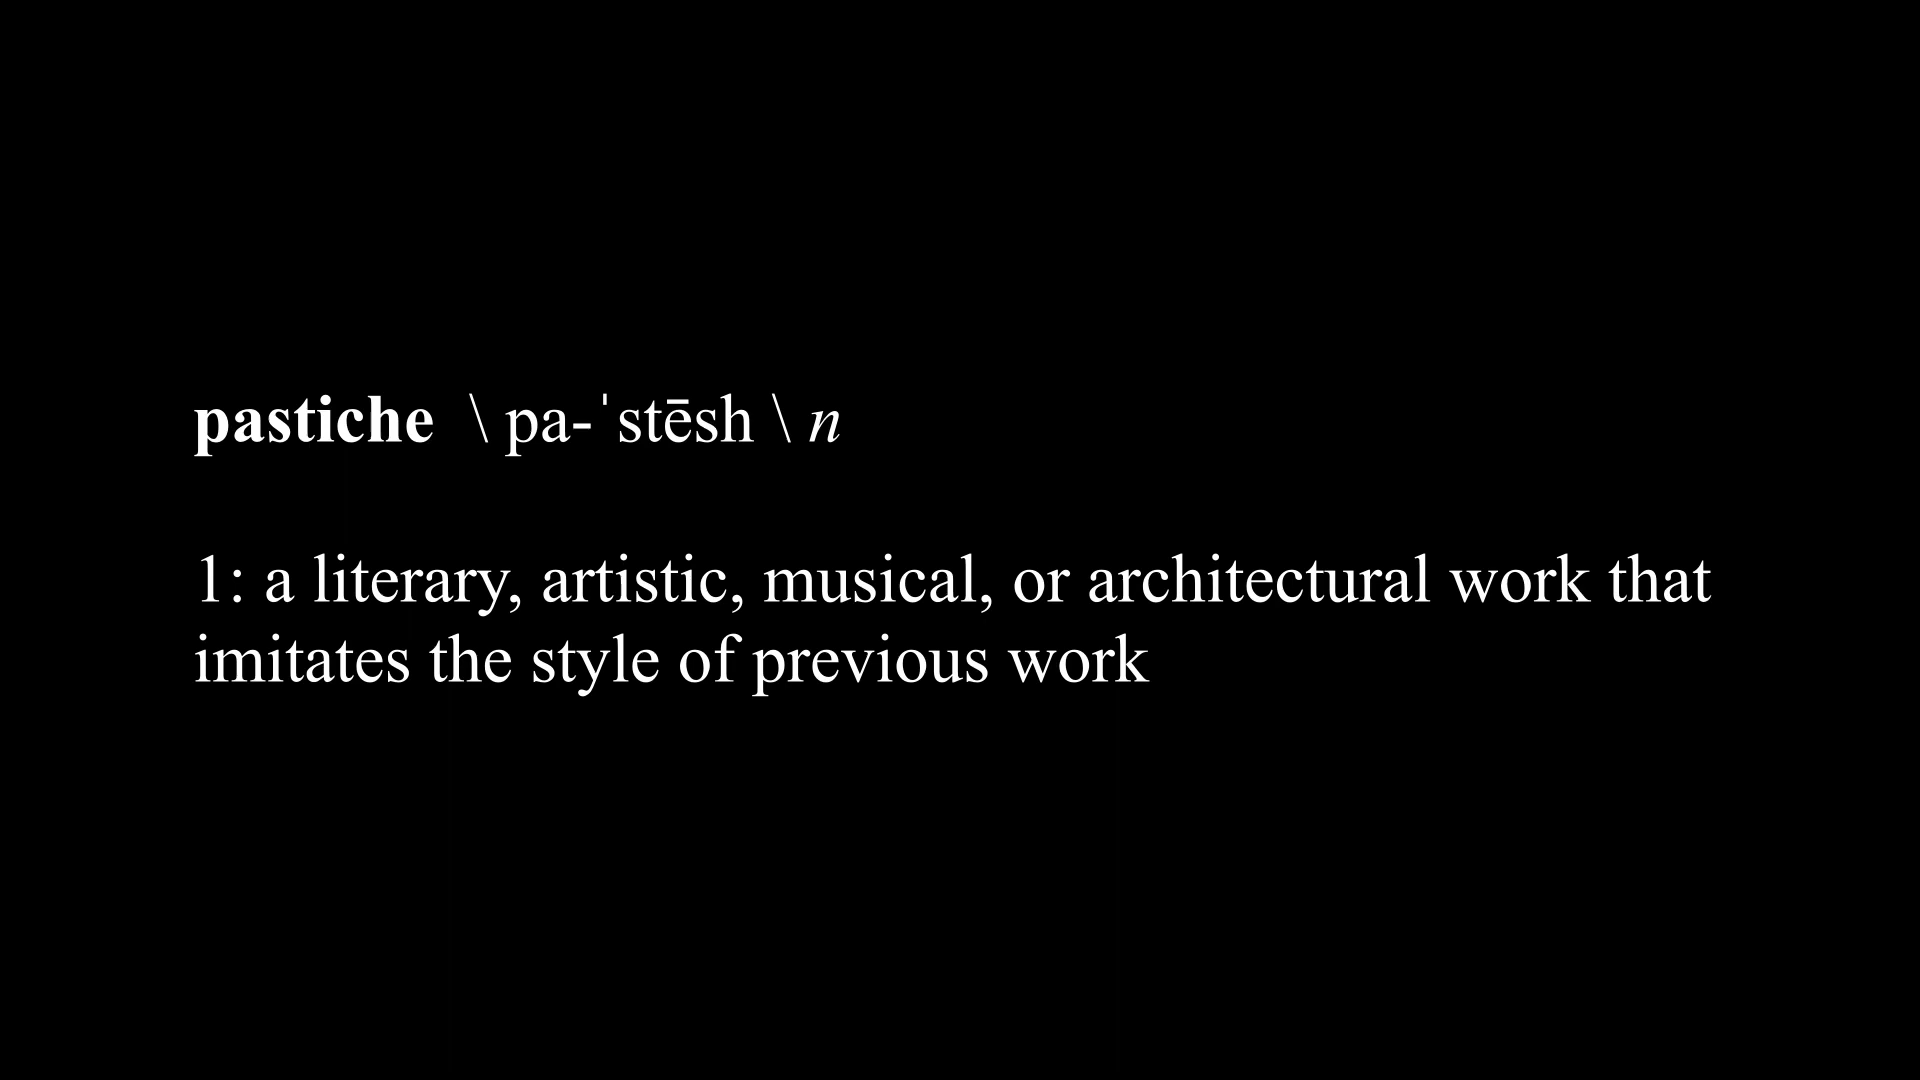 pastiche \ pa-ˈstēsh \ n
1: a literary, artistic, musical, or architectural work that
imitates the style of previous work